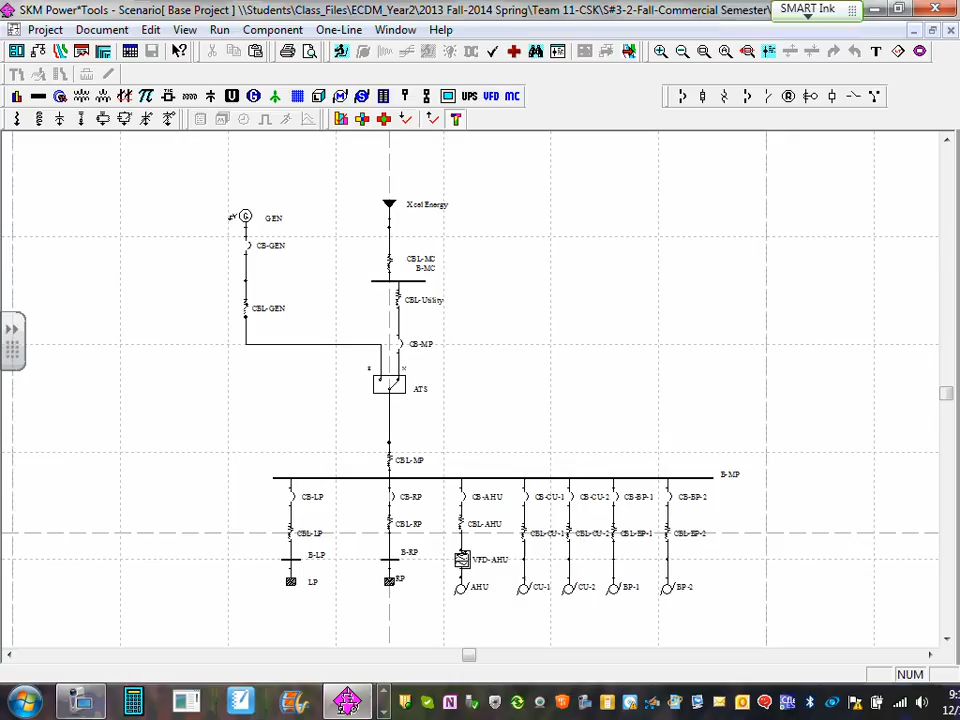 SKM Power*Tools - Scenario[ Base Project ] \\Students\Class_Files\ECDM_Year2\2013 Fall-2014 Spring\Team 11-CSK\S#3-2-Fall-Commercial Semester\
SMART Ink
Project Document Edit View Run Component One-Line Window Help
UPS VFD MC
GEN
Xcel Energy
CB-GEN
CBL-MC
B-MC
CBL-Utility
CBL-GEN
CB-MP
ATS
CBL-MP
B-MP
CB-LP CB-RP CB-AHU CB-CU-1 CB-CU-2 CB-BP-1 CB-BP-2
CBL-LP CBL-RP CBL-AHU CBL-CU-1 CBL-CU-2 CBL-BP-1 CBL-BP-2
B-LP B-RP VFD-AHU
LP RP AHU CU-1 CU-2 BP-1 BP-2
NUM